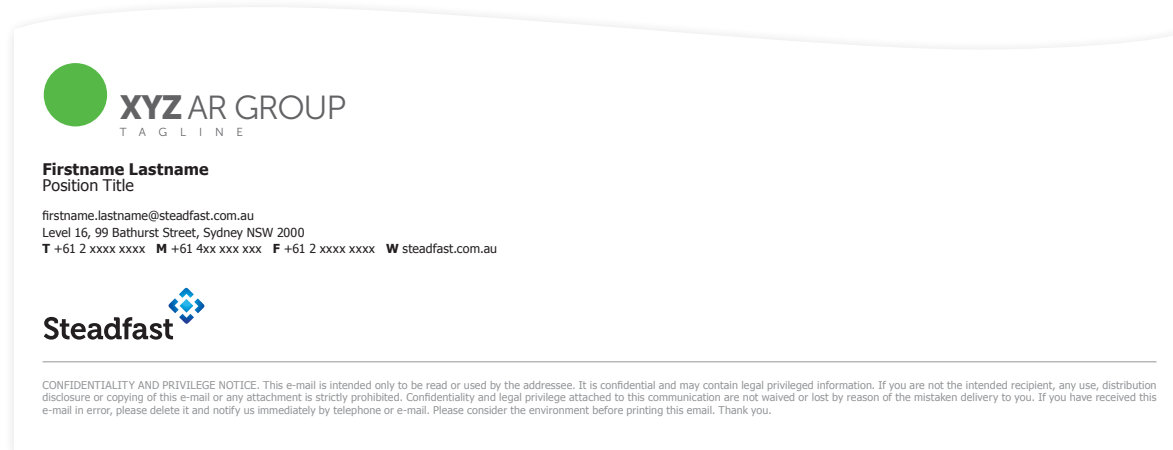 XYZ AR GROUP
TAGLINE
Firstname Lastname
Position Title
firstname.lastname@steadfast.com.au
Level 16, 99 Bathurst Street, Sydney NSW 2000
T +61 2 xxxx xxxx M +61 4xx xxx xxx F +61 2 xxxx xxxx W steadfast.com.au
Steadfast
CONFIDENTIALITY AND PRIVILEGE NOTICE. This e-mail is intended only to be read or used by the addressee. It is confidential and may contain legal privileged information. If you are not the intended recipient, any use, distribution
disclosure or copying of this e-mail or any attachment is strictly prohibited. Confidentiality and legal privilege attached to this communication are not waived or lost by reason of the mistaken delivery to you. If you have received this
e-mail in error, please delete it and notify us immediately by telephone or e-mail. Please consider the environment before printing this email. Thank you.